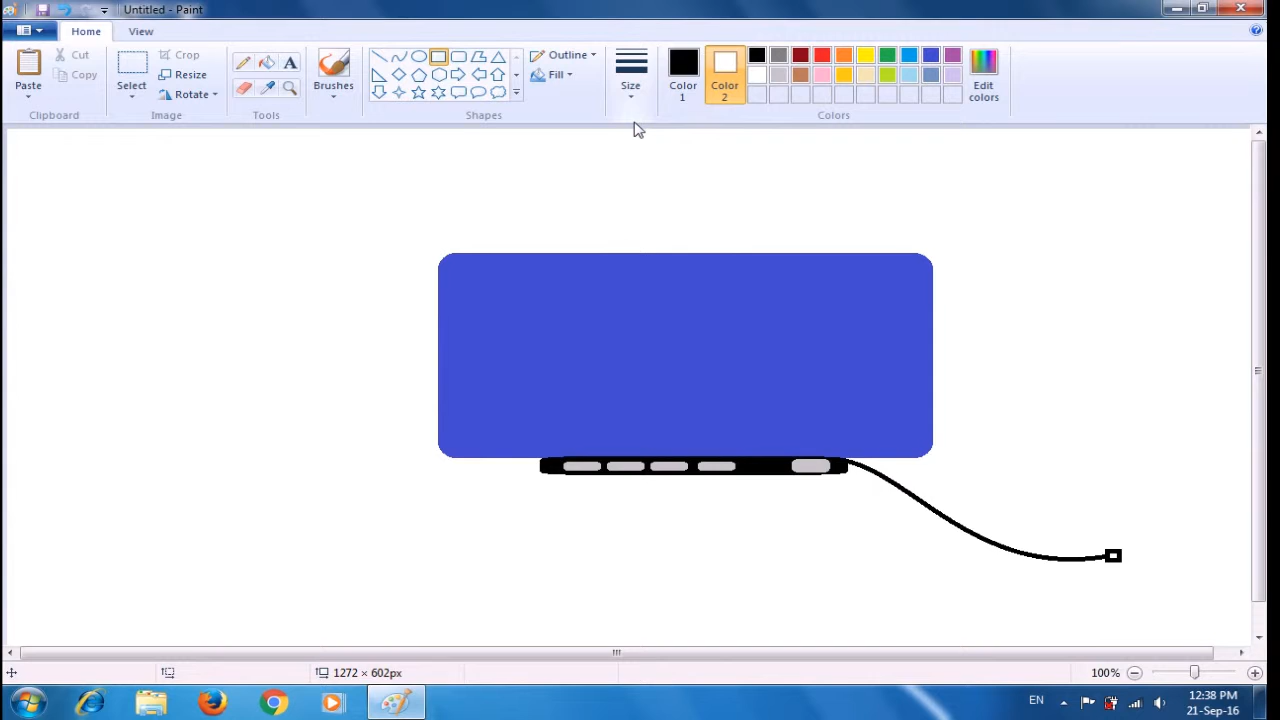 Untitled - Paint
Home
View
Paste
Cut
Copy
Clipboard
Select
Crop
Resize
Rotate
Image
Tools
A
Brushes
Outline
Fill
Shapes
Size
Color
1
Color
2
Edit
colors
Colors
1272 × 602px
100%
EN
12:38 PM
21-Sep-16